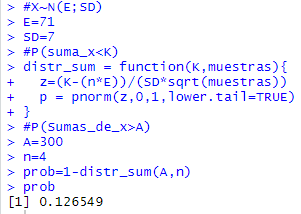 > #X~N(E;SD)
> E=71
> SD=7
> #P(suma_x<K)
> distr_sum = function(K,muestras){
+   z=(K-(n*E))/(SD*sqrt(muestras))
+   p = pnorm(z,0,1,lower.tail=TRUE)
+ }
> #P(Sumas_de_x>A)
> A=300
> n=4
> prob=1-distr_sum(A,n)
> prob
[1] 0.126549